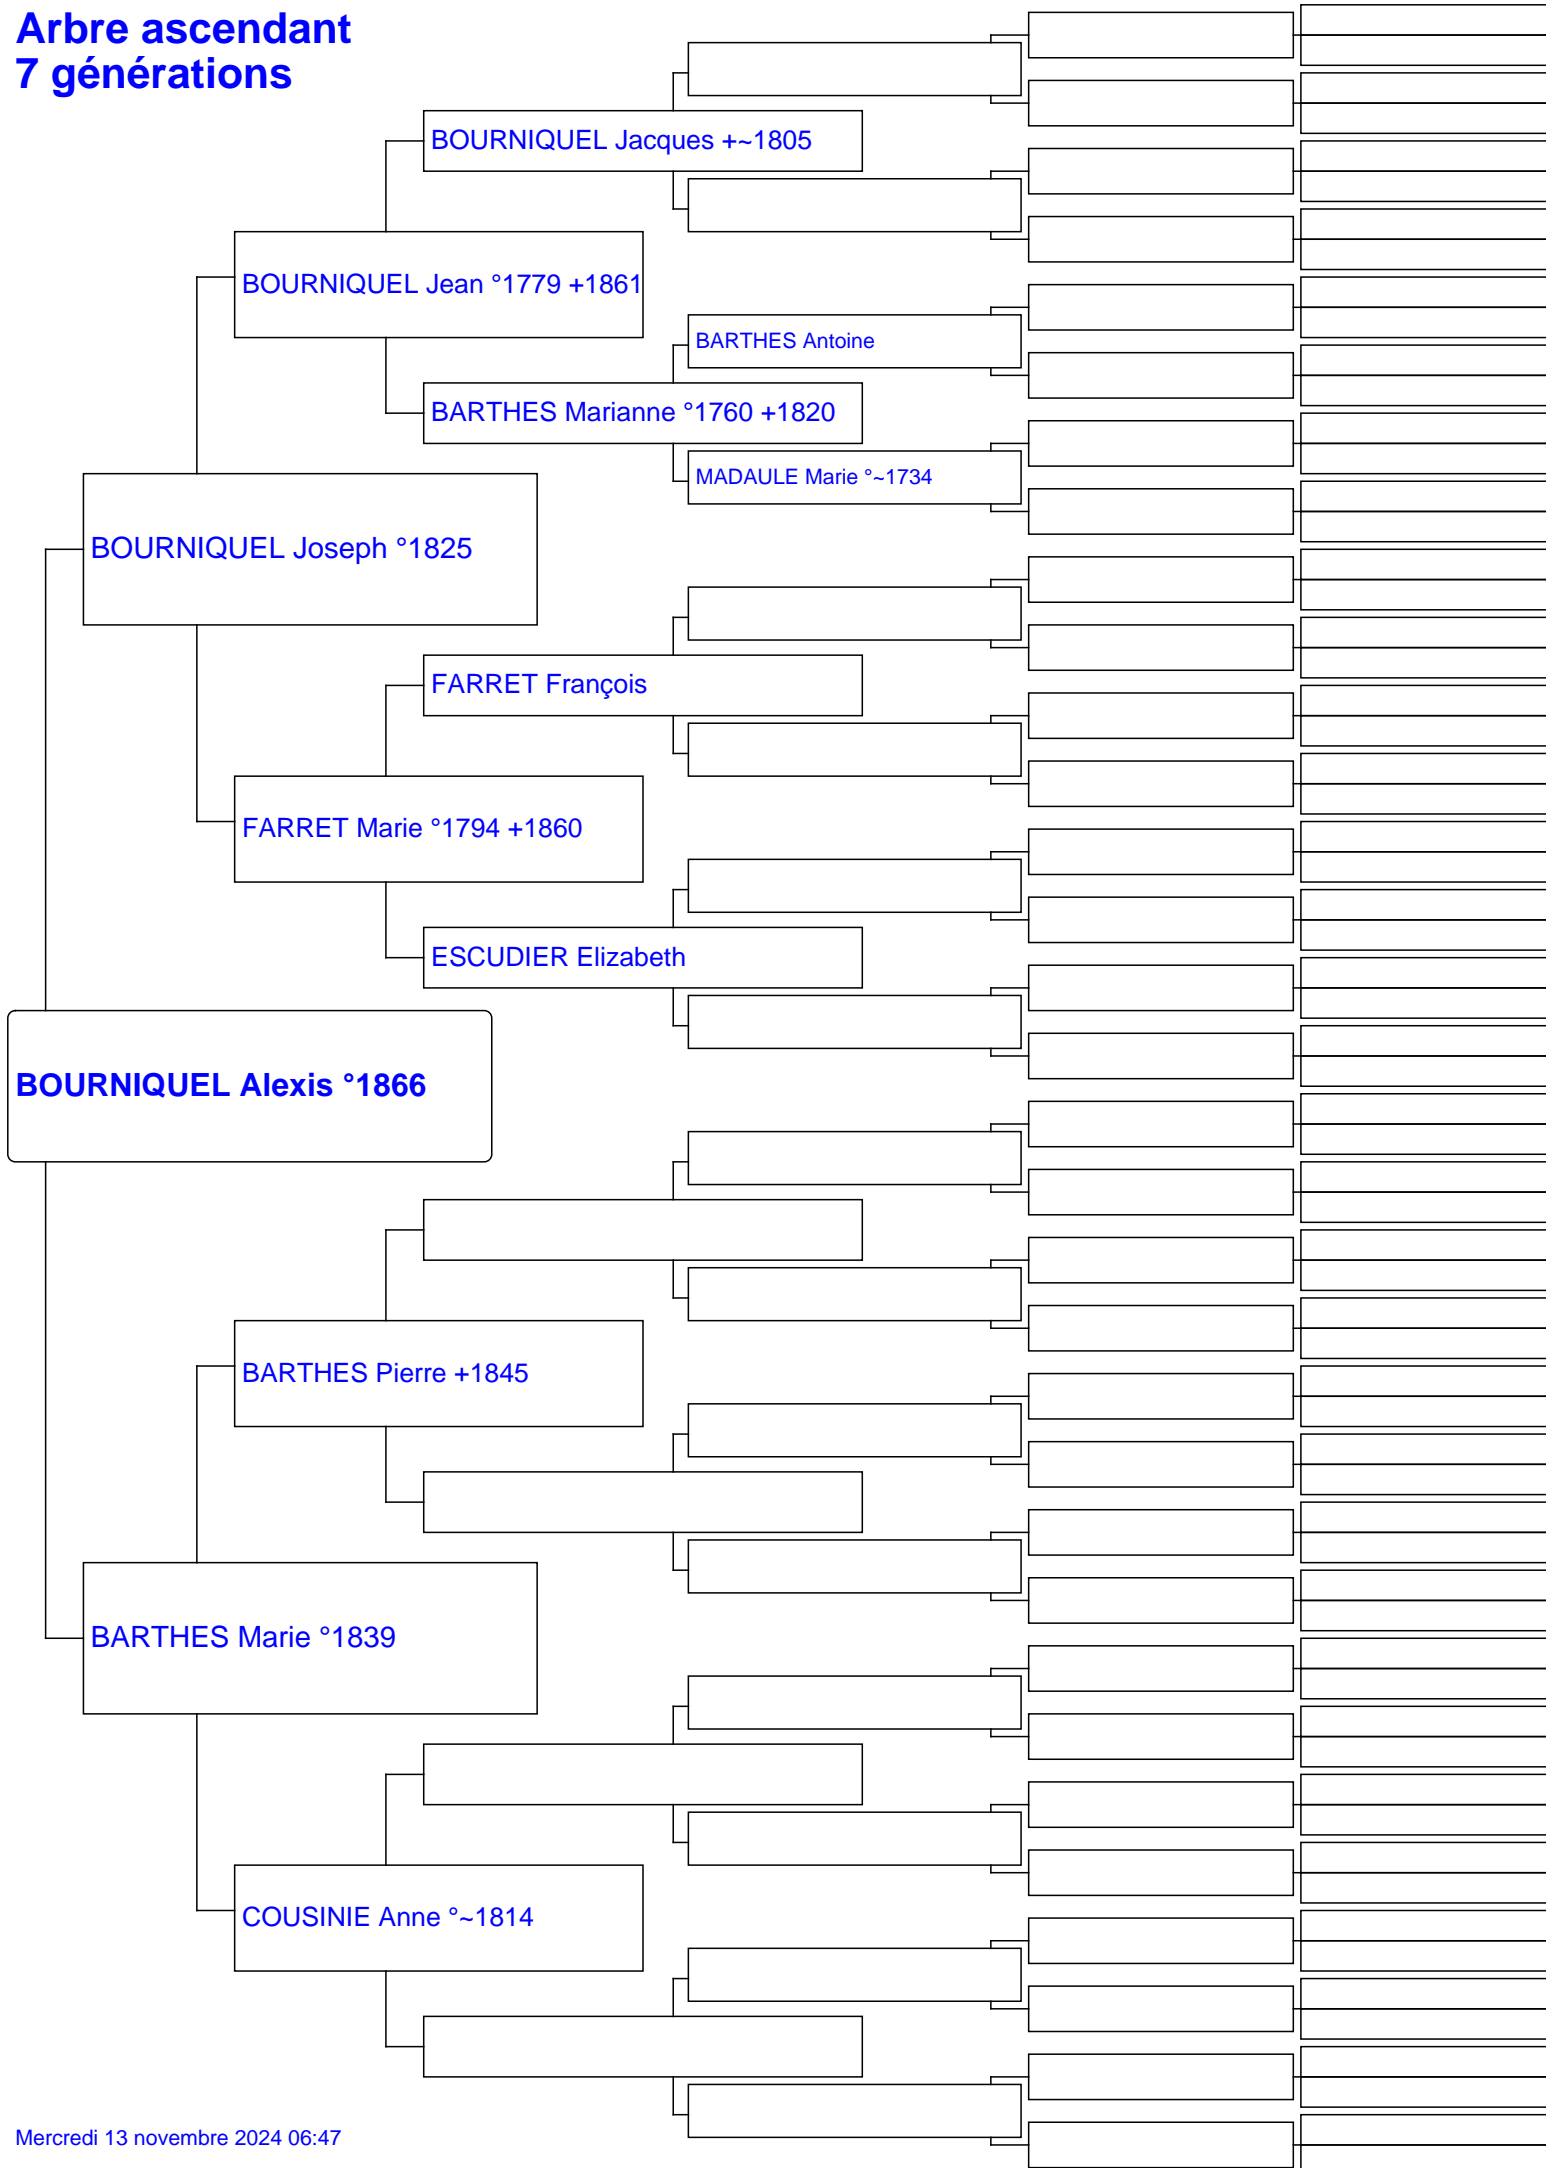 Arbre ascendant
7 générations
BOURNIQUEL Jacques +~1805
BOURNIQUEL Jean °1779 +1861
BARTHES Antoine
BARTHES Marianne °1760 +1820
MADAULE Marie °~1734
BOURNIQUEL Joseph °1825
FARRET François
FARRET Marie °1794 +1860
ESCUDIER Elizabeth
BOURNIQUEL Alexis °1866
BARTHES Pierre +1845
BARTHES Marie °1839
COUSINIE Anne °~1814
Mercredi 13 novembre 2024 06:47